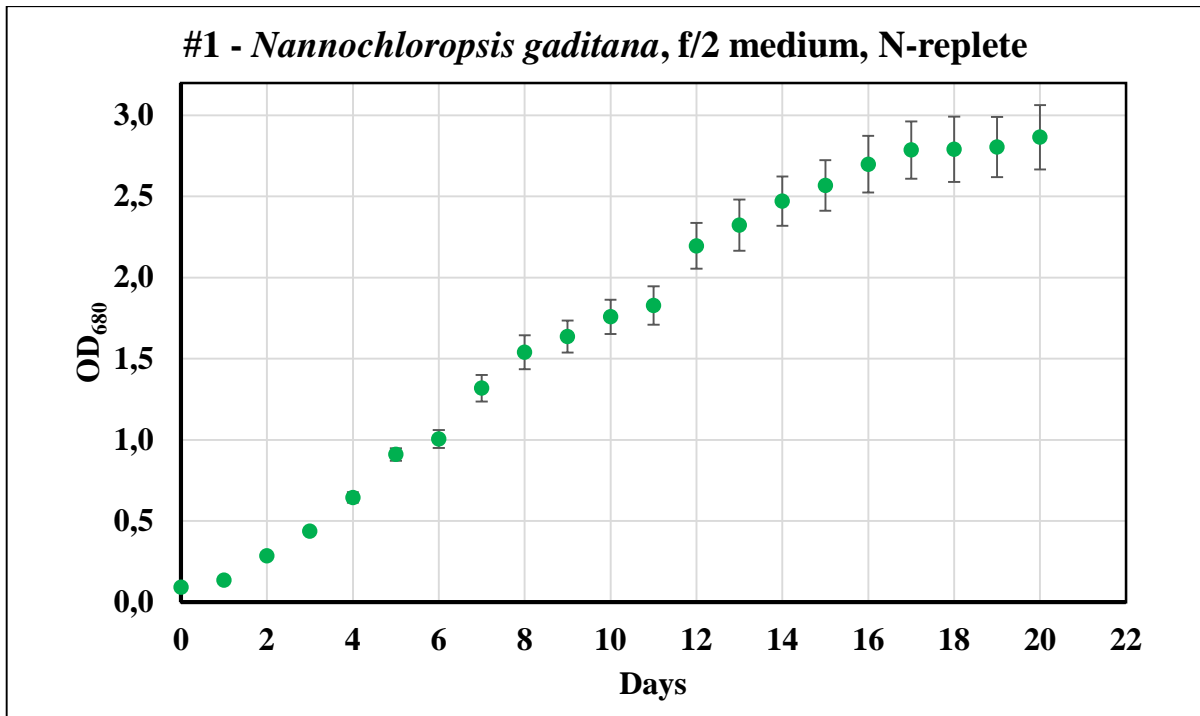 #1 - Nannochloropsis gaditana, f/2 medium, N-replete
3,0
2,5
2,0
1,5
1,0
0,5
0,0
OD680
0 2 4 6 8 10 12 14 16 18 20 22
Days